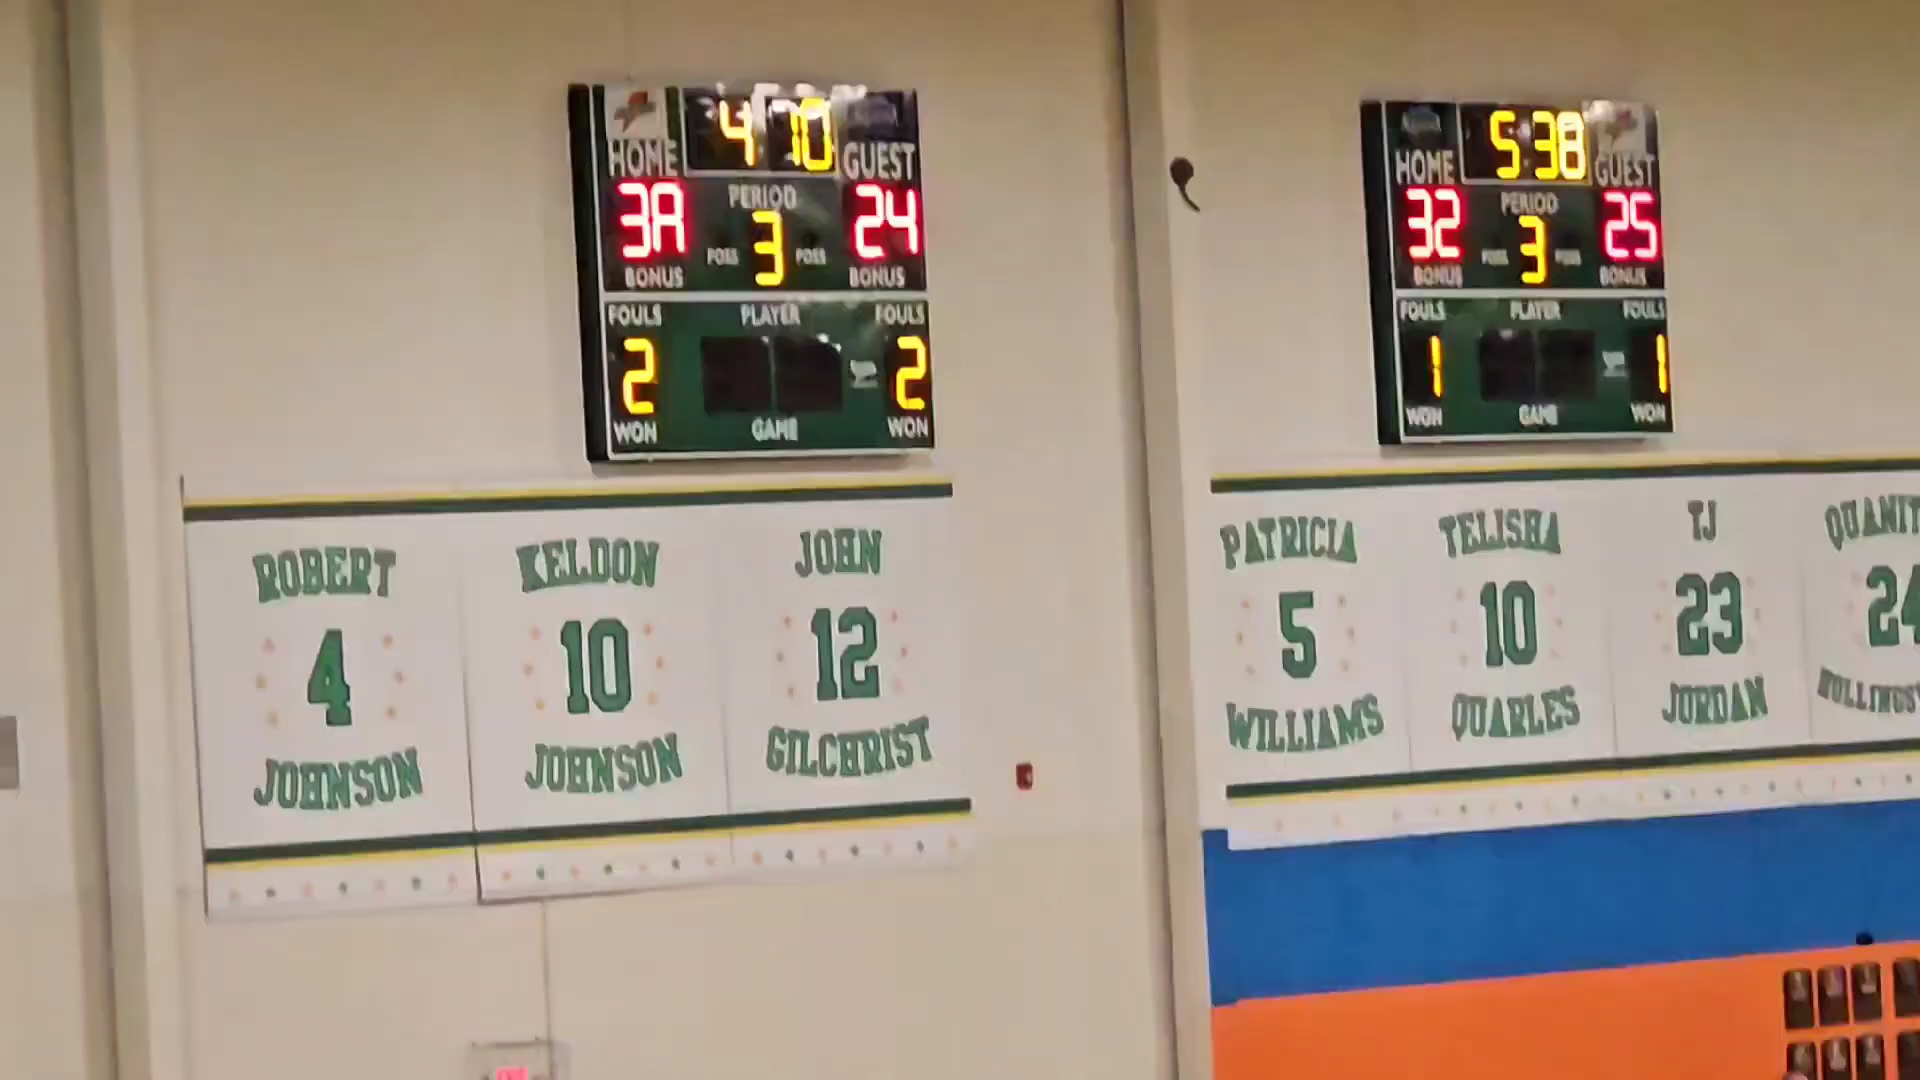 4 10
HOME GUEST
3A PERIOD 24
POSS 3 POSS
BONUS BONUS
FOULS PLAYER FOULS
2 2
WON GAME WON
5:38
HOME GUEST
32 PERIOD 25
POSS 3 POSS
BONUS BONUS
FOULS PLAYER FOULS
1 1
WON GAME WON
ROBERT
4
JOHNSON
KELDON
10
JOHNSON
JOHN
12
GILCHRIST
PATRICIA
5
WILLIAMS
TELISHA
10
QUARLES
TJ
23
JORDAN
QUANIT
24
HOLLINGS